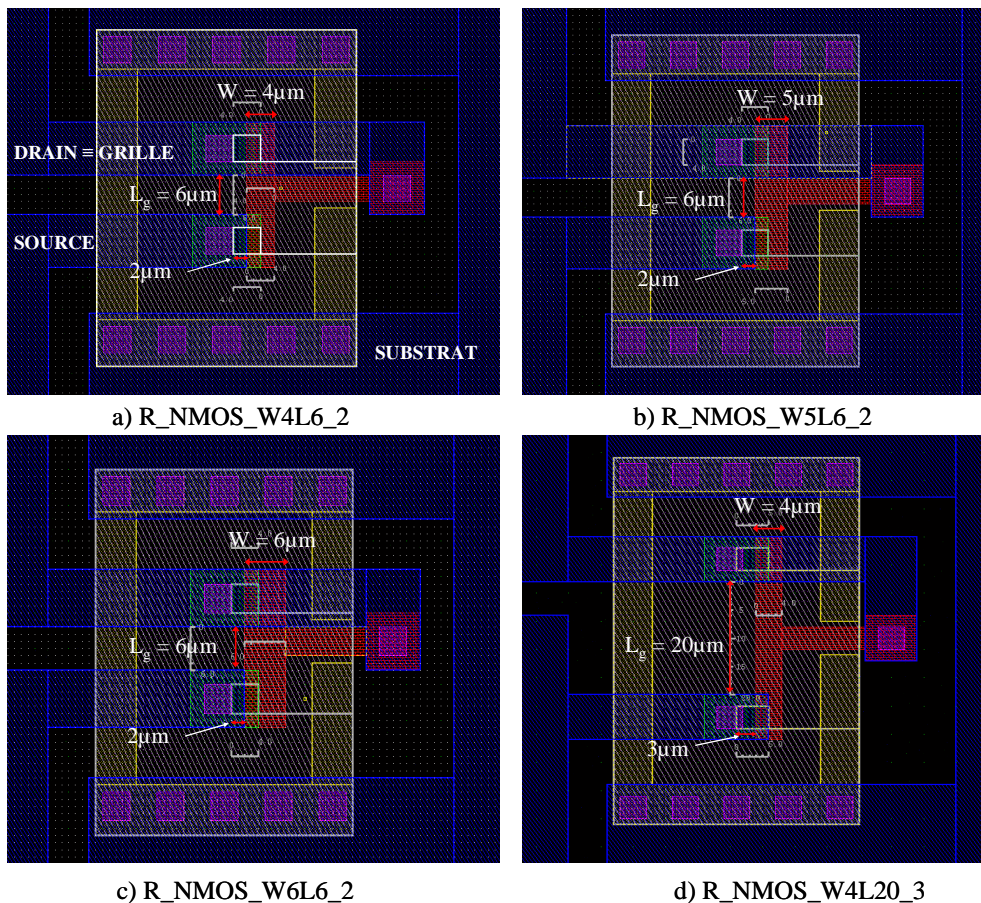 W = 4µm
DRAIN ≡ GRILLE
Lg = 6µm
SOURCE
2µm
SUBSTRAT
a) R_NMOS_W4L6_2
W = 5µm
Lg = 6µm
2µm
b) R_NMOS_W5L6_2
W = 6µm
Lg = 6µm
2µm
c) R_NMOS_W6L6_2
W = 4µm
Lg = 20µm
3µm
d) R_NMOS_W4L20_3